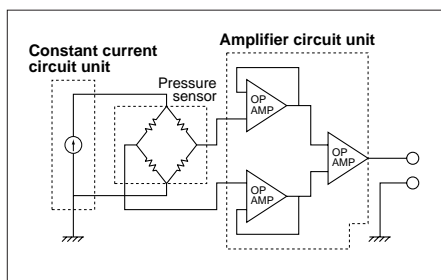 Constant current
circuit unit
Amplifier circuit unit
Pressure
sensor
OP
AMP
OP
AMP
OP
AMP